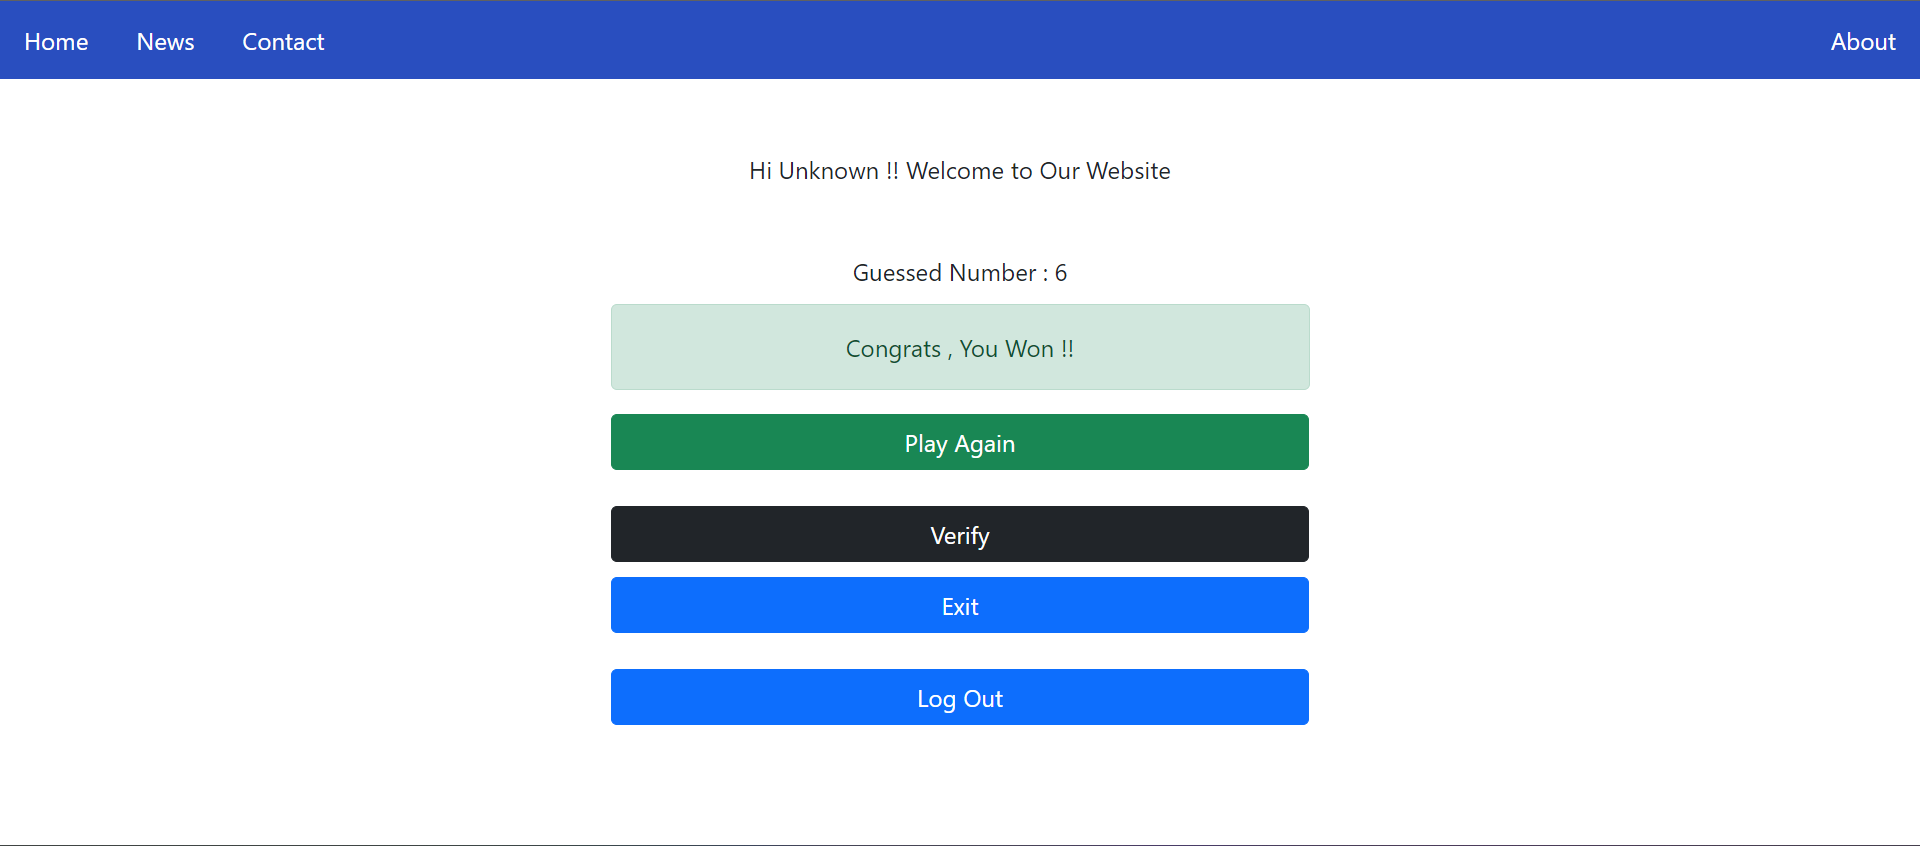 Home News Contact About
Hi Unknown !! Welcome to Our Website
Guessed Number : 6
Congrats , You Won !!
Play Again
Verify
Exit
Log Out